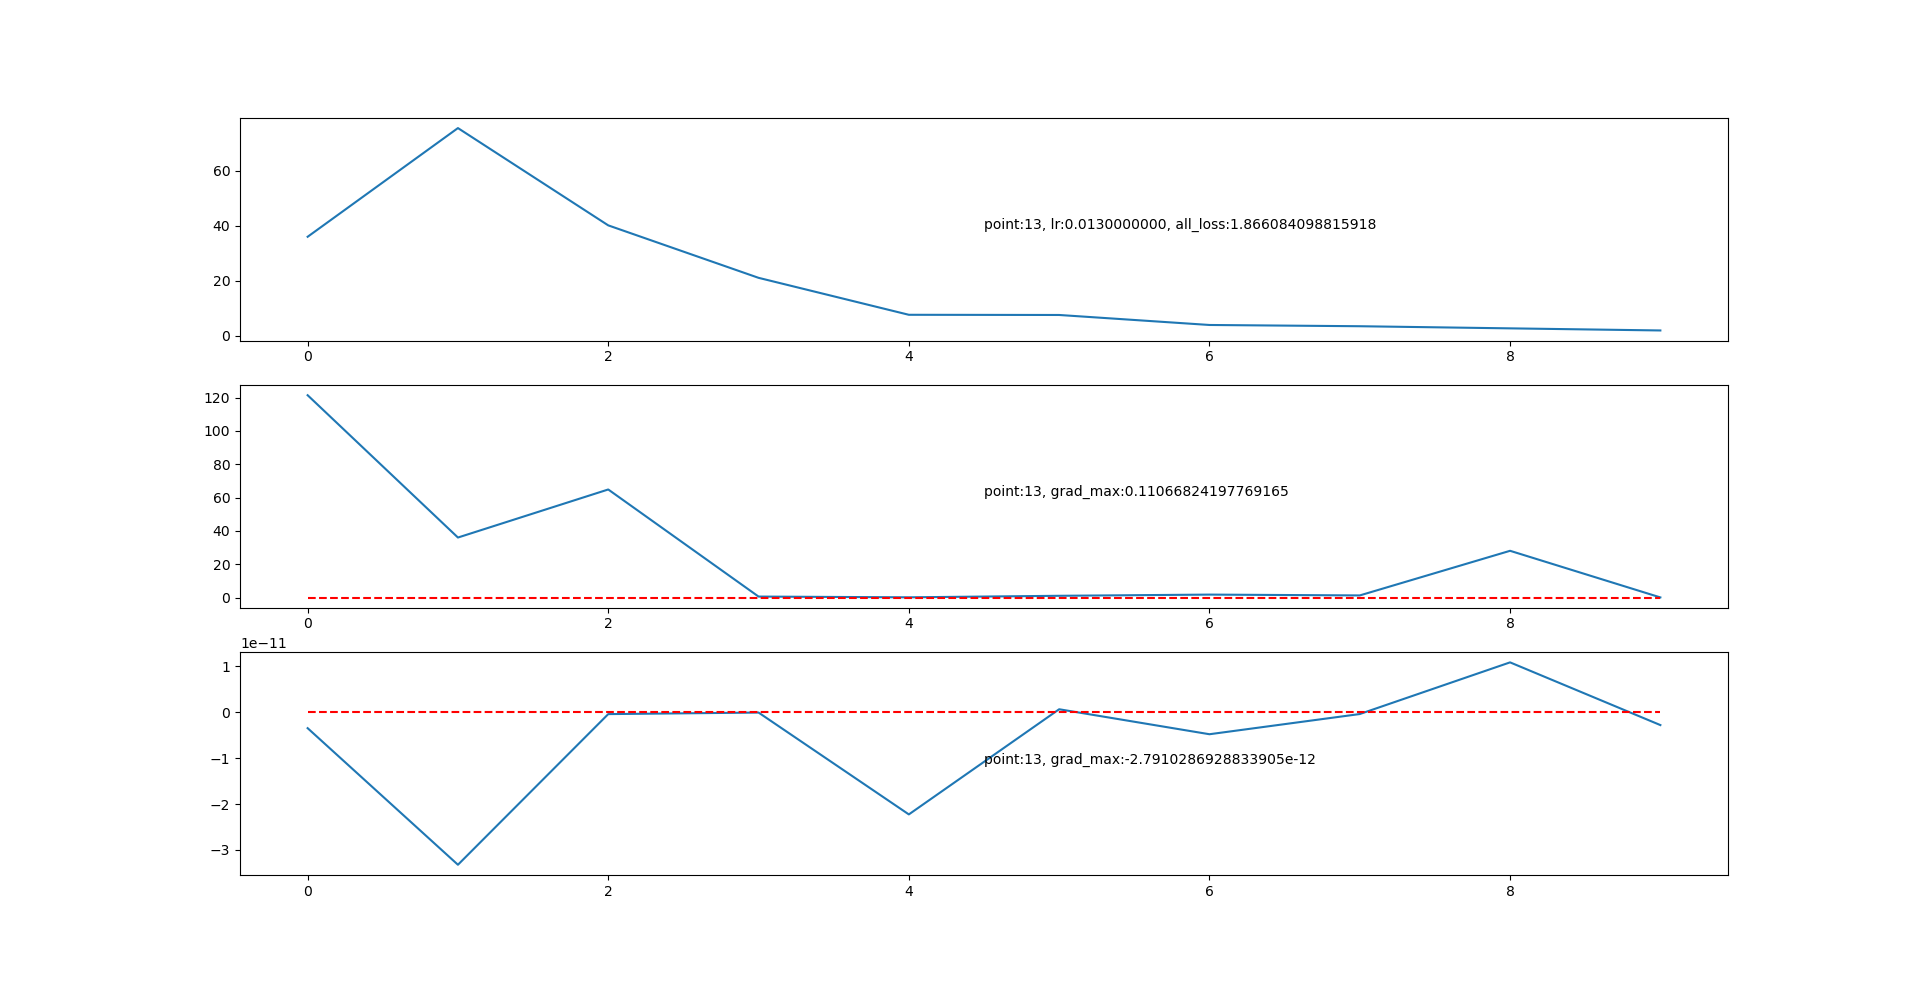 60
40
20
0
point:13, lr:0.0130000000, all_loss:1.866084098815918
0 2 4 6 8
120
100
80
60
40
20
0
point:13, grad_max:0.11066824197769165
0 2 4 6 8
1e−11
1
0
−1
−2
−3
point:13, grad_max:-2.7910286928833905e-12
0 2 4 6 8